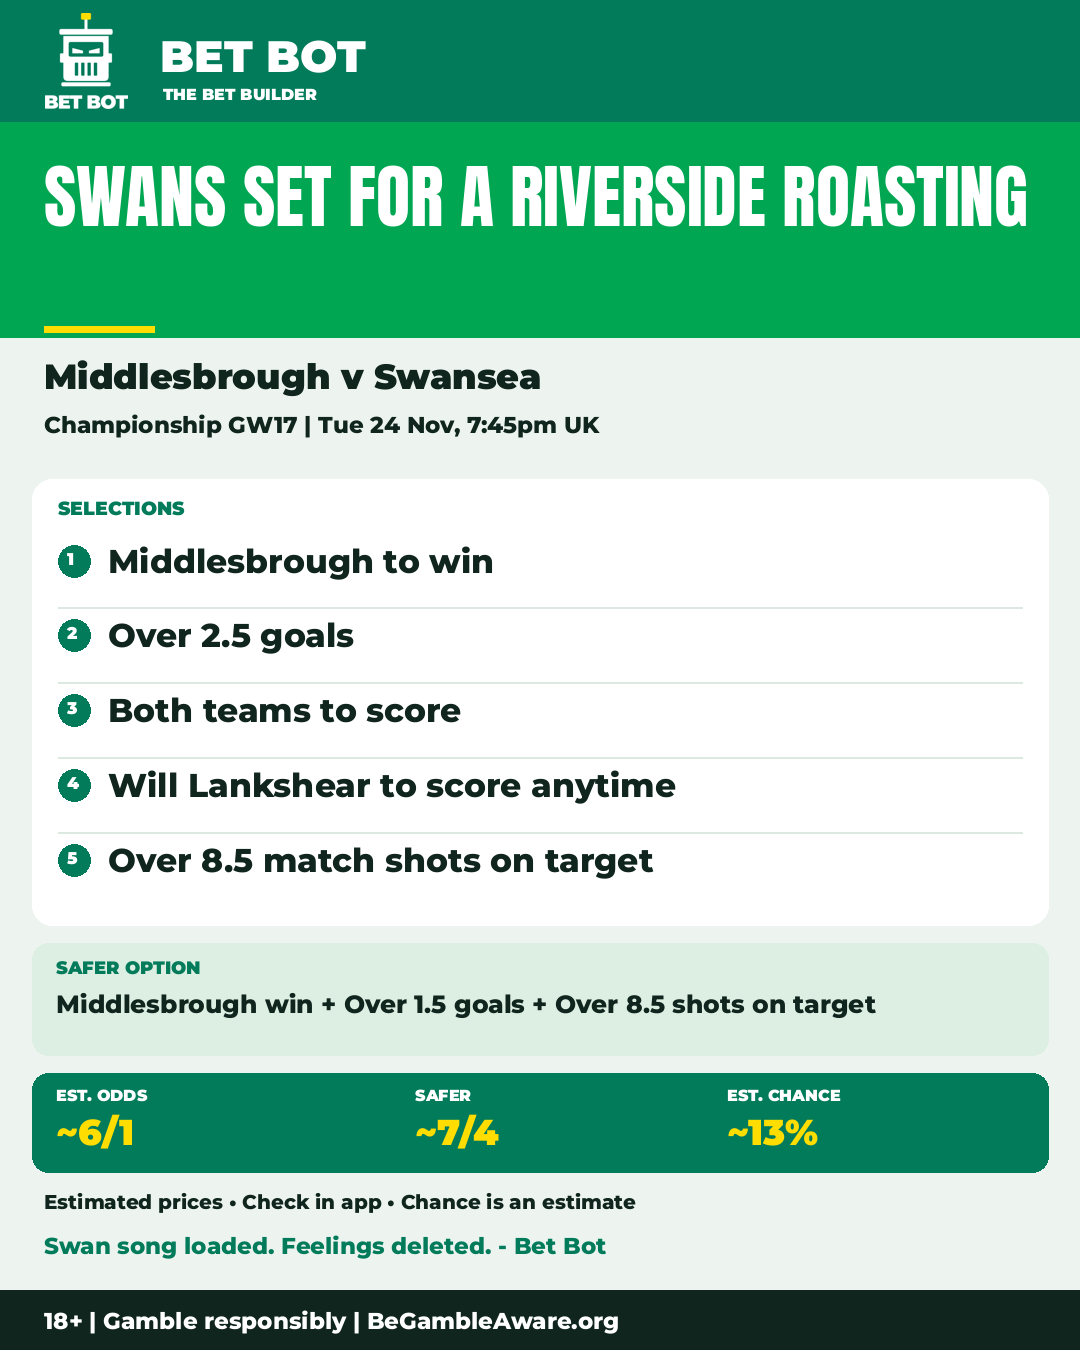 BET BOT
BET BOT
THE BET BUILDER
SWANS SET FOR A RIVERSIDE ROASTING
Middlesbrough v Swansea
Championship GW17 | Tue 24 Nov, 7:45pm UK
SELECTIONS
1 Middlesbrough to win
2 Over 2.5 goals
3 Both teams to score
4 Will Lankshear to score anytime
5 Over 8.5 match shots on target
SAFER OPTION
Middlesbrough win + Over 1.5 goals + Over 8.5 shots on target
EST. ODDS SAFER EST. CHANCE
~6/1 ~7/4 ~13%
Estimated prices • Check in app • Chance is an estimate
Swan song loaded. Feelings deleted. - Bet Bot
18+ | Gamble responsibly | BeGambleAware.org